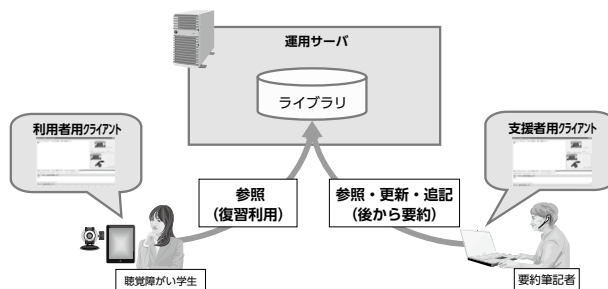 運用サーバ
ライブラリ
利用者用クライアント
支援者用クライアント
参照
(復習利用)
参照・更新・追記
(後から要約)
聴覚障がい学生
要約筆記者